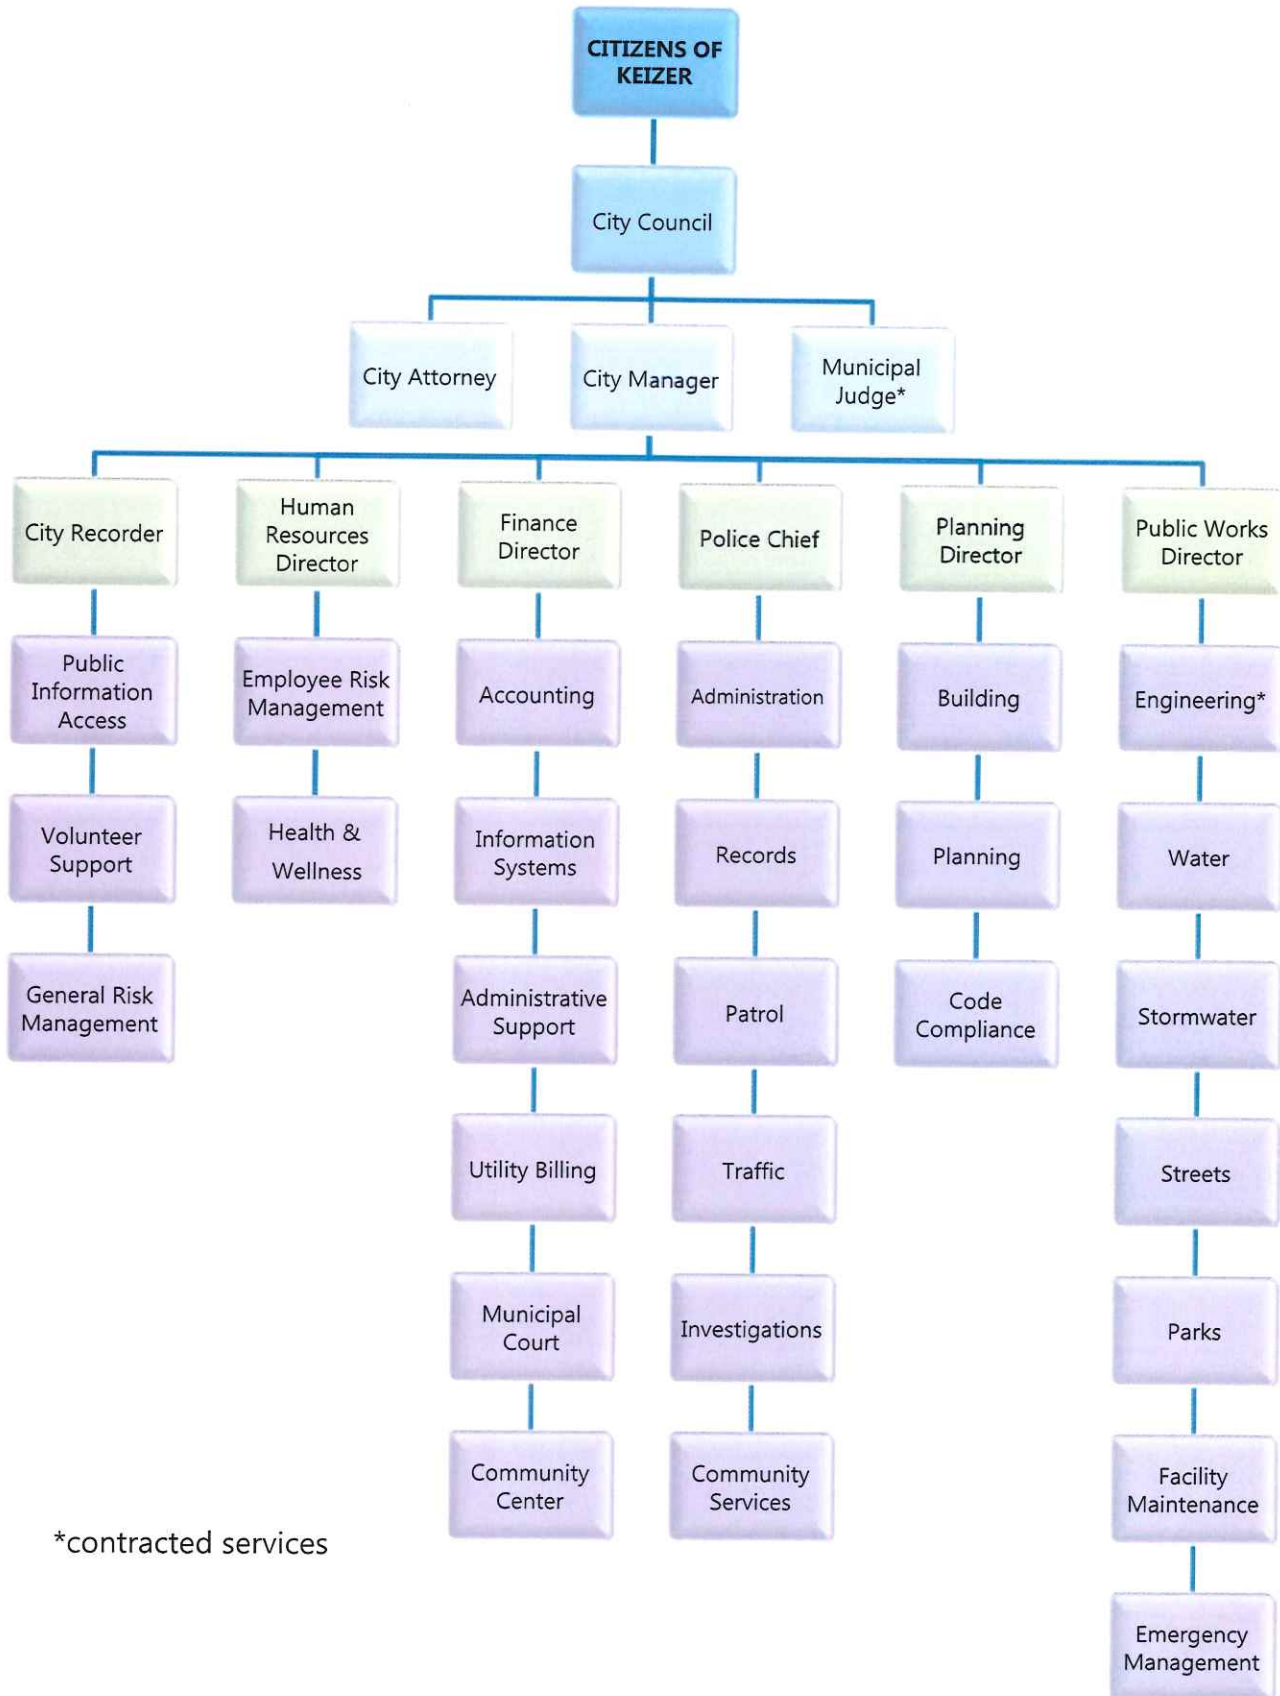 CITIZENS OF
KEIZER
City Council
City Attorney
City Manager
Municipal
Judge*
City Recorder
Human
Resources
Director
Finance
Director
Police Chief
Planning
Director
Public Works
Director
Public
Information
Access
Employee Risk
Management
Accounting
Administration
Building
Engineering*
Volunteer
Support
Health &
Wellness
Information
Systems
Records
Planning
Water
General Risk
Management
Administrative
Support
Patrol
Code
Compliance
Stormwater
Utility Billing
Traffic
Streets
Municipal
Court
Investigations
Parks
Community
Center
Community
Services
Facility
Maintenance
*contracted services
Emergency
Management